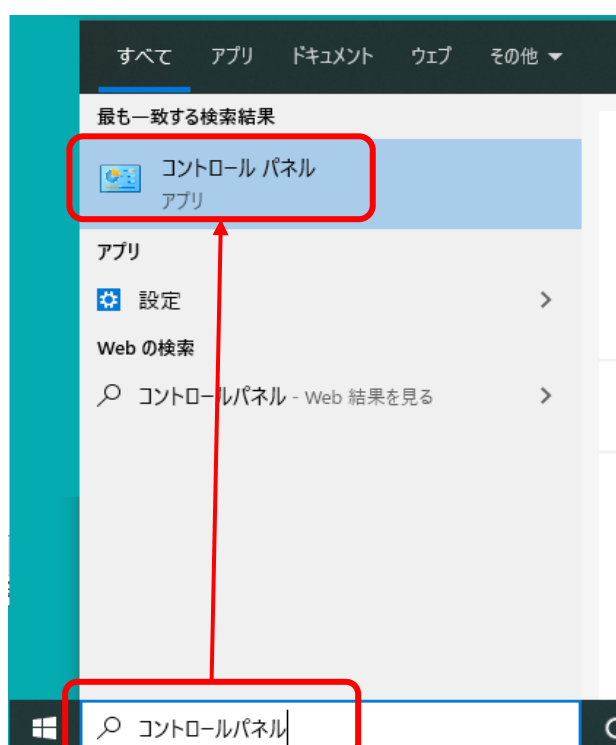 すべて アプリ ドキュメント ウェブ その他
最も一致する検索結果
コントロール パネル
アプリ
アプリ
設定
Web の検索
コントロールパネル - Web 結果を見る
コントロールパネル